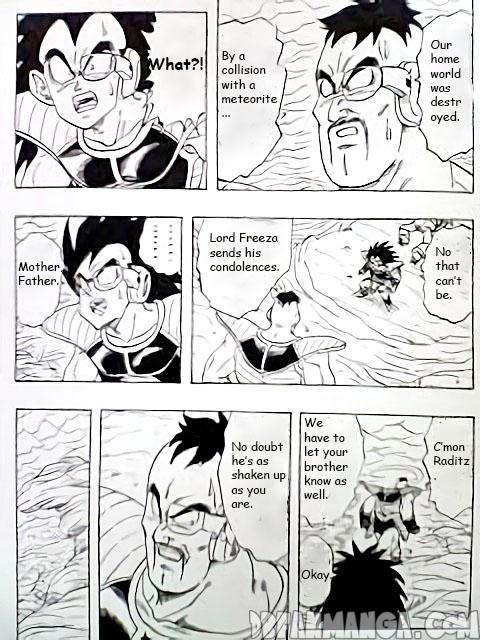 Our
home
world
was
destr
oyed.
By a
collision
with a
meteorite
...
What?!
No
that
can't
be.
Lord Freeza
sends his
condolences.
Mother
Father.
C'mon
Raditz
We
have to
let your
brother
know as
well.
Okay
No doubt
he's as
shaken up
as you
are.